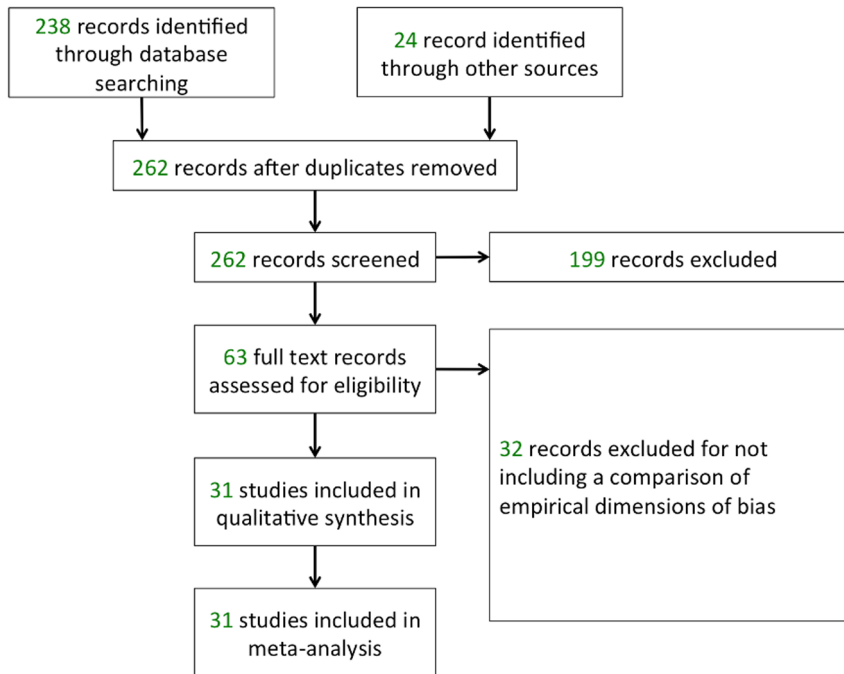 238 records identified
through database
searching
24 record identified
through other sources
262 records after duplicates removed
262 records screened
199 records excluded
63 full text records
assessed for eligibility
32 records excluded for not
including a comparison of
empirical dimensions of bias
31 studies included in
qualitative synthesis
31 studies included in
meta-analysis